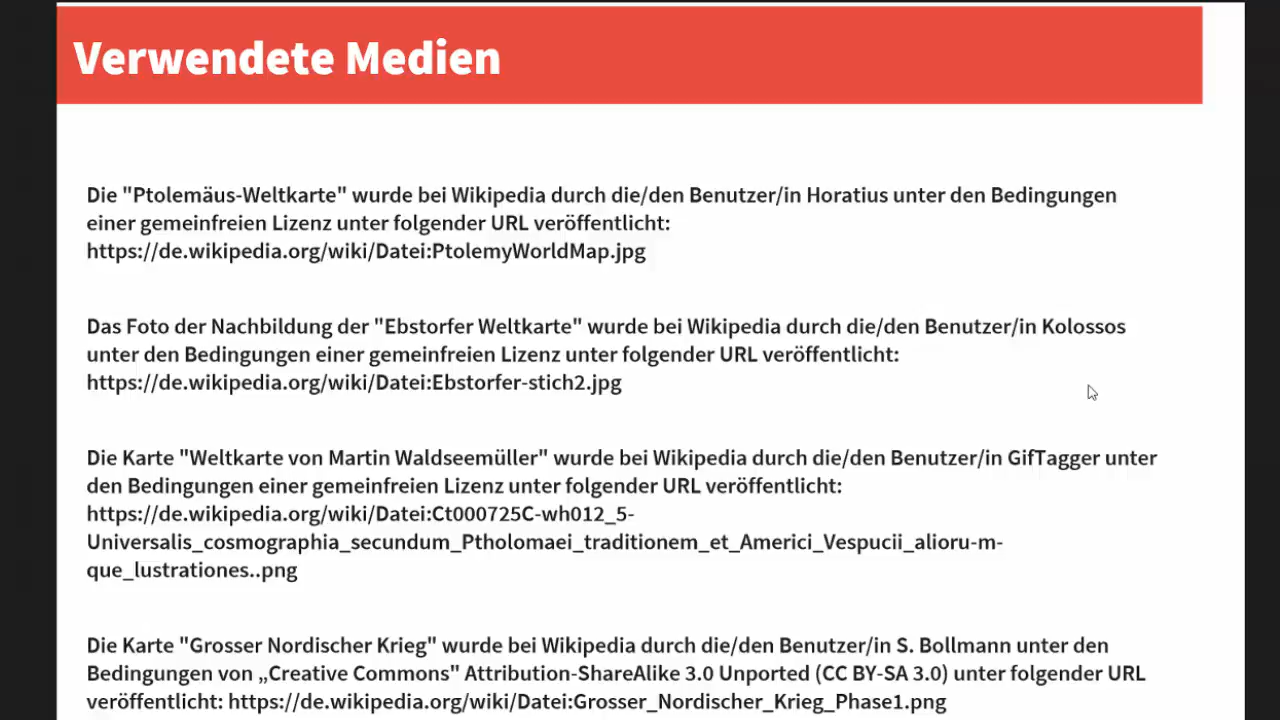 Verwendete Medien
Die "Ptolemäus-Weltkarte" wurde bei Wikipedia durch die/den Benutzer/in Horatius unter den Bedingungen
einer gemeinfreien Lizenz unter folgender URL veröffentlicht:
https://de.wikipedia.org/wiki/Datei:PtolemyWorldMap.jpg
Das Foto der Nachbildung der "Ebstorfer Weltkarte" wurde bei Wikipedia durch die/den Benutzer/in Kolossos
unter den Bedingungen einer gemeinfreien Lizenz unter folgender URL veröffentlicht:
https://de.wikipedia.org/wiki/Datei:Ebstorfer-stich2.jpg
Die Karte "Weltkarte von Martin Waldseemüller" wurde bei Wikipedia durch die/den Benutzer/in GifTagger unter
den Bedingungen einer gemeinfreien Lizenz unter folgender URL veröffentlicht:
https://de.wikipedia.org/wiki/Datei:Ct000725C-wh012_5-
Universalis_cosmographia_secundum_Ptholomaei_traditionem_et_Americi_Vespucii_alioru-m-
que_lustrationes..png
Die Karte "Grosser Nordischer Krieg" wurde bei Wikipedia durch die/den Benutzer/in S. Bollmann unter den
Bedingungen von „Creative Commons" Attribution-ShareAlike 3.0 Unported (CC BY-SA 3.0) unter folgender URL
veröffentlicht: https://de.wikipedia.org/wiki/Datei:Grosser_Nordischer_Krieg_Phase1.png